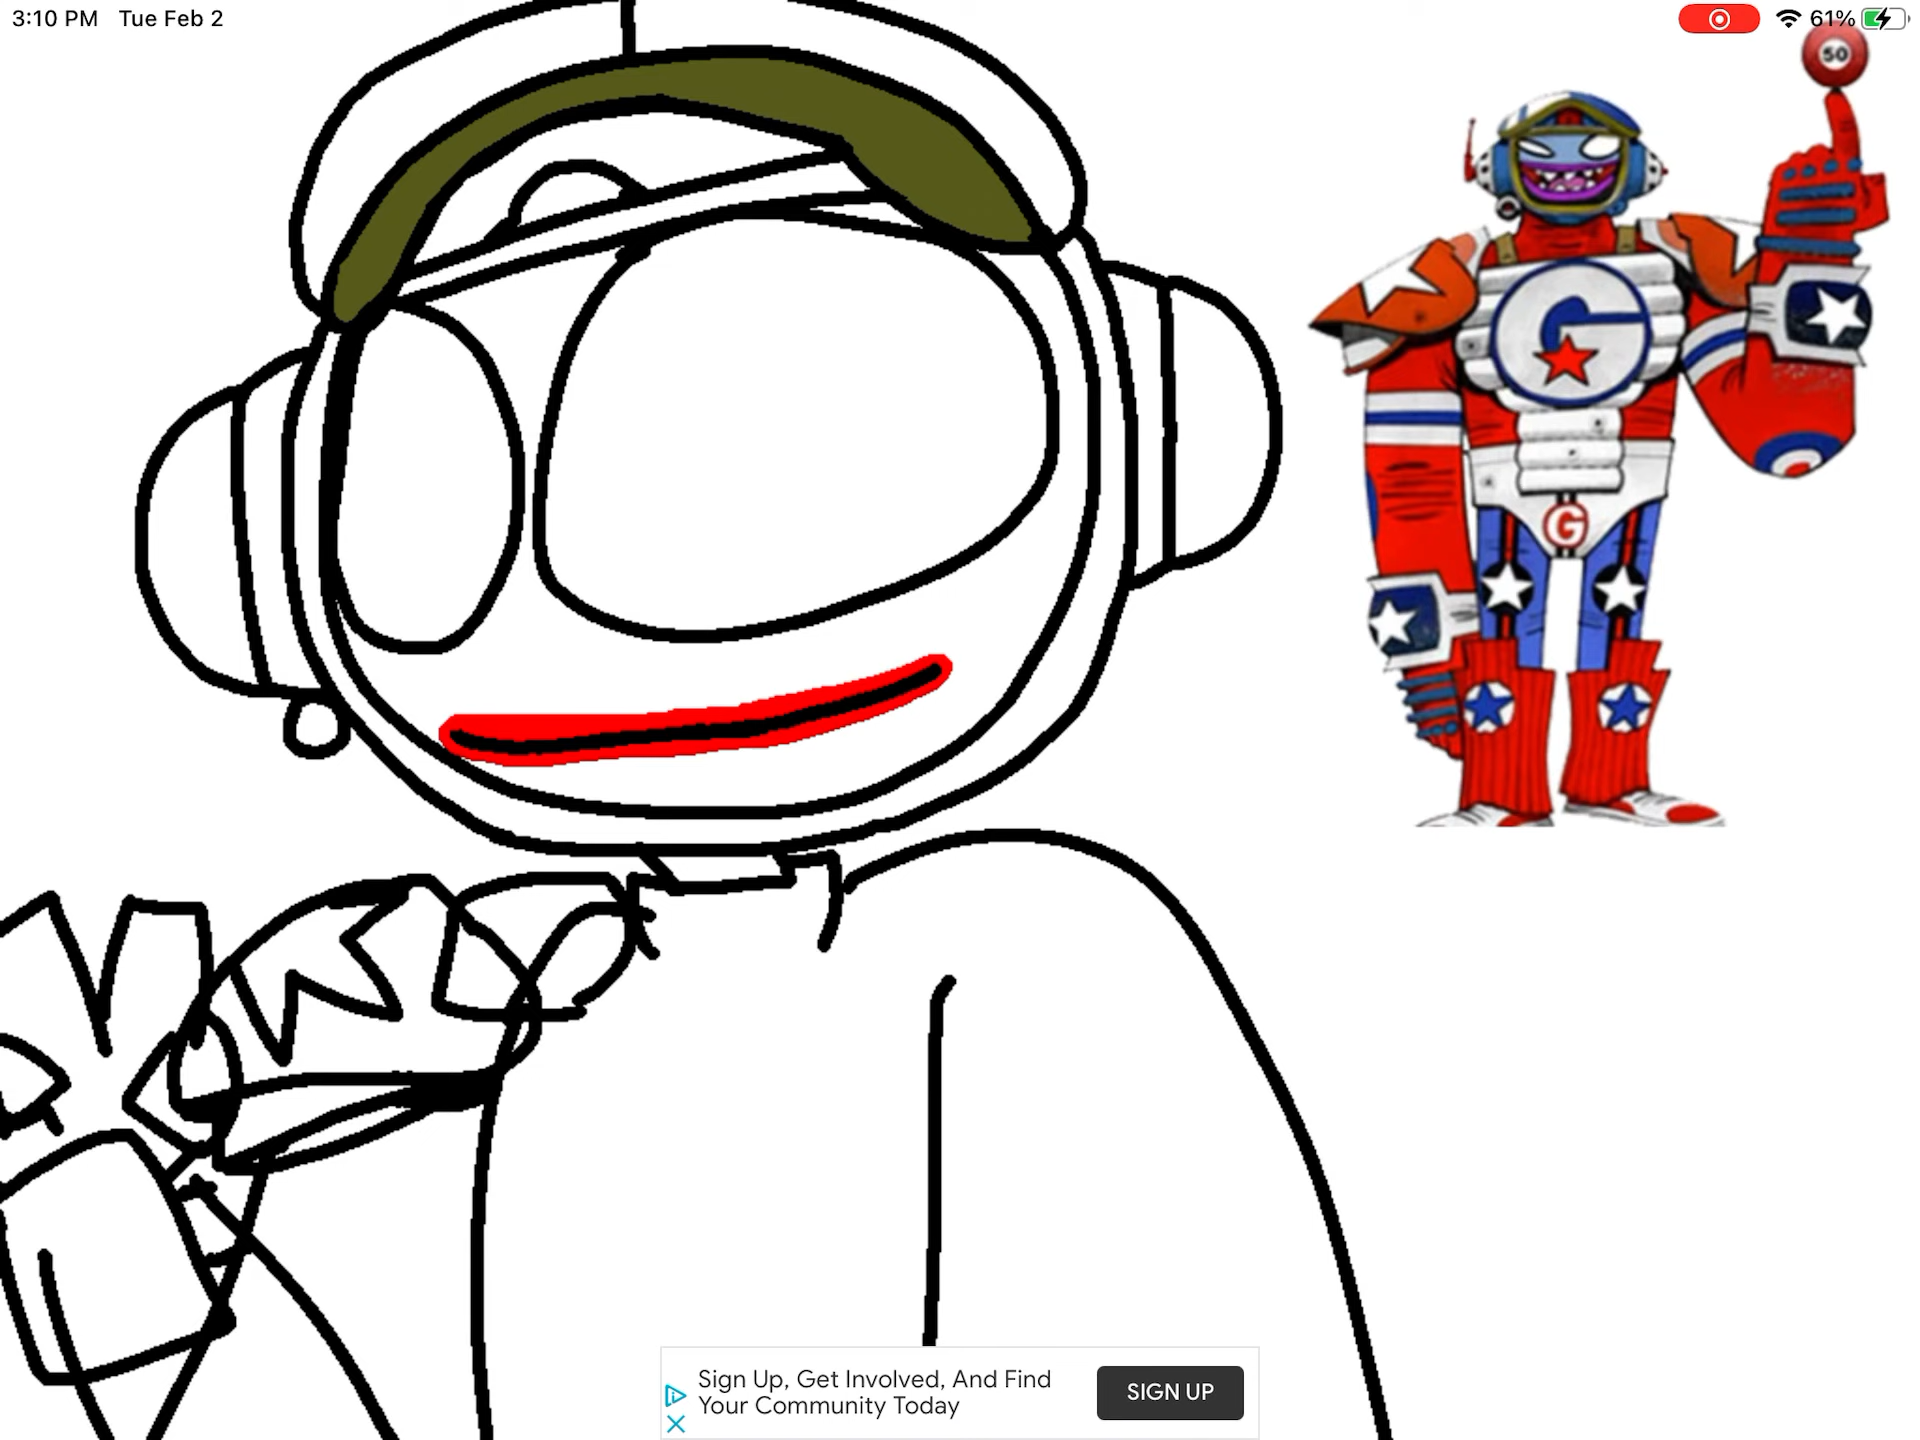 3:10 PM Tue Feb 2
61%
50
G
G
Sign Up, Get Involved, And Find
Your Community Today
SIGN UP